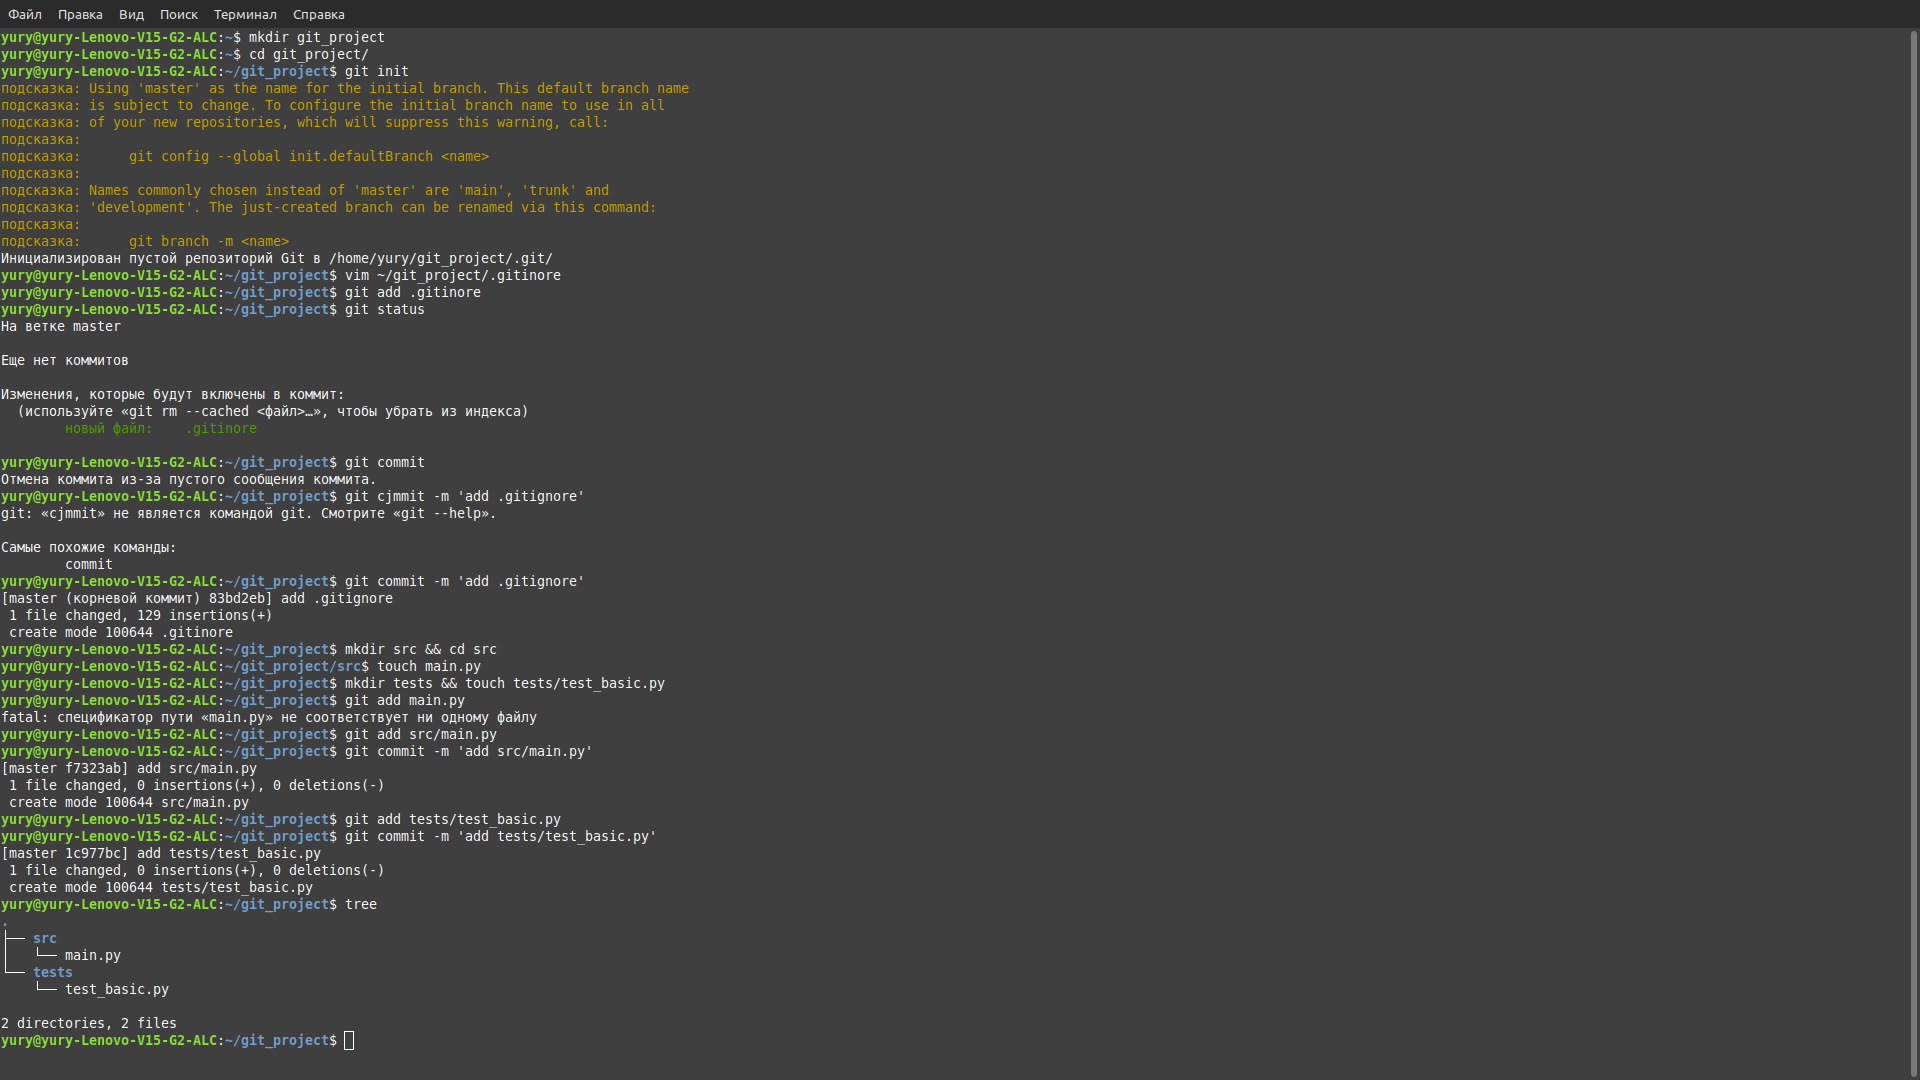 Файл Правка Вид Поиск Терминал Справка
yury@yury-Lenovo-V15-G2-ALC:~$ mkdir git_project
yury@yury-Lenovo-V15-G2-ALC:~$ cd git_project/
yury@yury-Lenovo-V15-G2-ALC:~/git_project$ git init
подсказка: Using 'master' as the name for the initial branch. This default branch name
подсказка: is subject to change. To configure the initial branch name to use in all
подсказка: of your new repositories, which will suppress this warning, call:
подсказка:
подсказка:      git config --global init.defaultBranch <name>
подсказка:
подсказка: Names commonly chosen instead of 'master' are 'main', 'trunk' and
подсказка: 'development'. The just-created branch can be renamed via this command:
подсказка:
подсказка:      git branch -m <name>
Инициализирован пустой репозиторий Git в /home/yury/git_project/.git/
yury@yury-Lenovo-V15-G2-ALC:~/git_project$ vim ~/git_project/.gitinore
yury@yury-Lenovo-V15-G2-ALC:~/git_project$ git add .gitinore
yury@yury-Lenovo-V15-G2-ALC:~/git_project$ git status
На ветке master
Еще нет коммитов
Изменения, которые будут включены в коммит:
  (используйте «git rm --cached <файл>…», чтобы убрать из индекса)
        новый файл:    .gitinore
yury@yury-Lenovo-V15-G2-ALC:~/git_project$ git commit
Отмена коммита из-за пустого сообщения коммита.
yury@yury-Lenovo-V15-G2-ALC:~/git_project$ git cjmmit -m 'add .gitignore'
git: «cjmmit» не является командой git. Смотрите «git --help».
Самые похожие команды:
        commit
yury@yury-Lenovo-V15-G2-ALC:~/git_project$ git commit -m 'add .gitignore'
[master (корневой коммит) 83bd2eb] add .gitignore
 1 file changed, 129 insertions(+)
 create mode 100644 .gitinore
yury@yury-Lenovo-V15-G2-ALC:~/git_project$ mkdir src && cd src
yury@yury-Lenovo-V15-G2-ALC:~/git_project/src$ touch main.py
yury@yury-Lenovo-V15-G2-ALC:~/git_project$ mkdir tests && touch tests/test_basic.py
yury@yury-Lenovo-V15-G2-ALC:~/git_project$ git add main.py
fatal: спецификатор пути «main.py» не соответствует ни одному файлу
yury@yury-Lenovo-V15-G2-ALC:~/git_project$ git add src/main.py
yury@yury-Lenovo-V15-G2-ALC:~/git_project$ git commit -m 'add src/main.py'
[master f7323ab] add src/main.py
 1 file changed, 0 insertions(+), 0 deletions(-)
 create mode 100644 src/main.py
yury@yury-Lenovo-V15-G2-ALC:~/git_project$ git add tests/test_basic.py
yury@yury-Lenovo-V15-G2-ALC:~/git_project$ git commit -m 'add tests/test_basic.py'
[master 1c977bc] add tests/test_basic.py
 1 file changed, 0 insertions(+), 0 deletions(-)
 create mode 100644 tests/test_basic.py
yury@yury-Lenovo-V15-G2-ALC:~/git_project$ tree
.
├── src
│   └── main.py
└── tests
    └── test_basic.py
2 directories, 2 files
yury@yury-Lenovo-V15-G2-ALC:~/git_project$